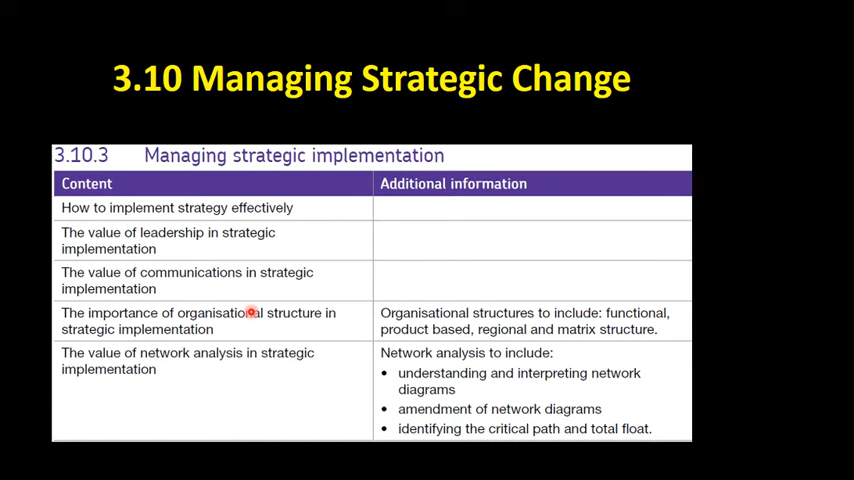 3.10 Managing Strategic Change
3.10.3 Managing strategic implementation
Content Additional information
How to implement strategy effectively
The value of leadership in strategic
implementation
The value of communications in strategic
implementation
The importance of organisational structure in
strategic implementation
Organisational structures to include: functional,
product based, regional and matrix structure.
The value of network analysis in strategic
implementation
Network analysis to include:
• understanding and interpreting network
diagrams
• amendment of network diagrams
• identifying the critical path and total float.